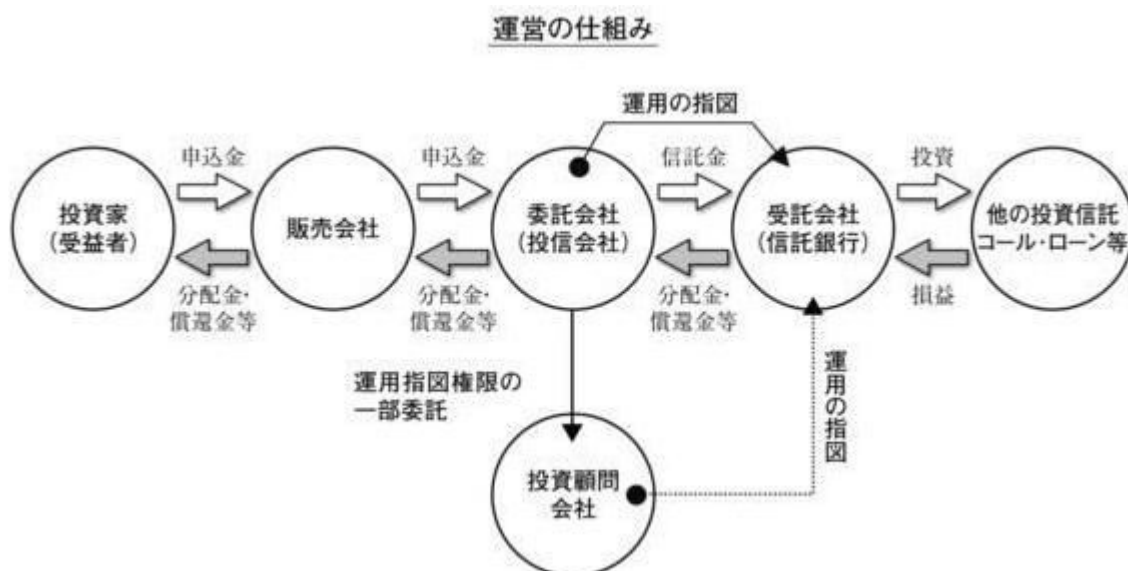 運営の仕組み
運用の指図
申込金
申込金
信託金
投資
投資家
（受益者）
販売会社
委託会社
（投信会社）
受託会社
（信託銀行）
他の投資信託
コール・ローン等
分配金・
償還金等
分配金・
償還金等
分配金・
償還金等
損益
運用指図権限の
一部委託
運用の指図
投資顧問
会社